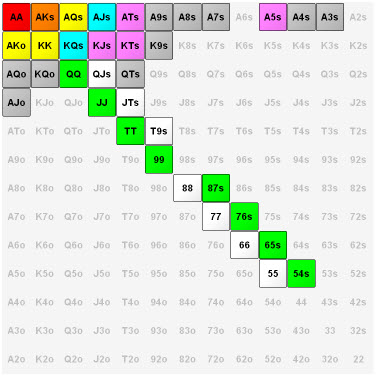 AA AKs AQs AJs ATs A9s A8s A7s A6s A5s A4s A3s A2s
AKo KK KQs KJs KTs K9s K8s K7s K6s K5s K4s K3s K2s
AQo KQo QQ QJs QTs Q9s Q8s Q7s Q6s Q5s Q4s Q3s Q2s
AJo KJo QJo JJ JTs J9s J8s J7s J6s J5s J4s J3s J2s
ATo KTo QTo JTo TT T9s T8s T7s T6s T5s T4s T3s T2s
A9o K9o Q9o J9o T9o 99 98s 97s 96s 95s 94s 93s 92s
A8o K8o Q8o J8o T8o 98o 88 87s 86s 85s 84s 83s 82s
A7o K7o Q7o J7o T7o 97o 87o 77 76s 75s 74s 73s 72s
A6o K6o Q6o J6o T6o 96o 86o 76o 66 65s 64s 63s 62s
A5o K5o Q5o J5o T5o 95o 85o 75o 65o 55 54s 53s 52s
A4o K4o Q4o J4o T4o 94o 84o 74o 64o 54o 44 43s 42s
A3o K3o Q3o J3o T3o 93o 83o 73o 63o 53o 43o 33 32s
A2o K2o Q2o J2o T2o 92o 82o 72o 62o 52o 42o 32o 22